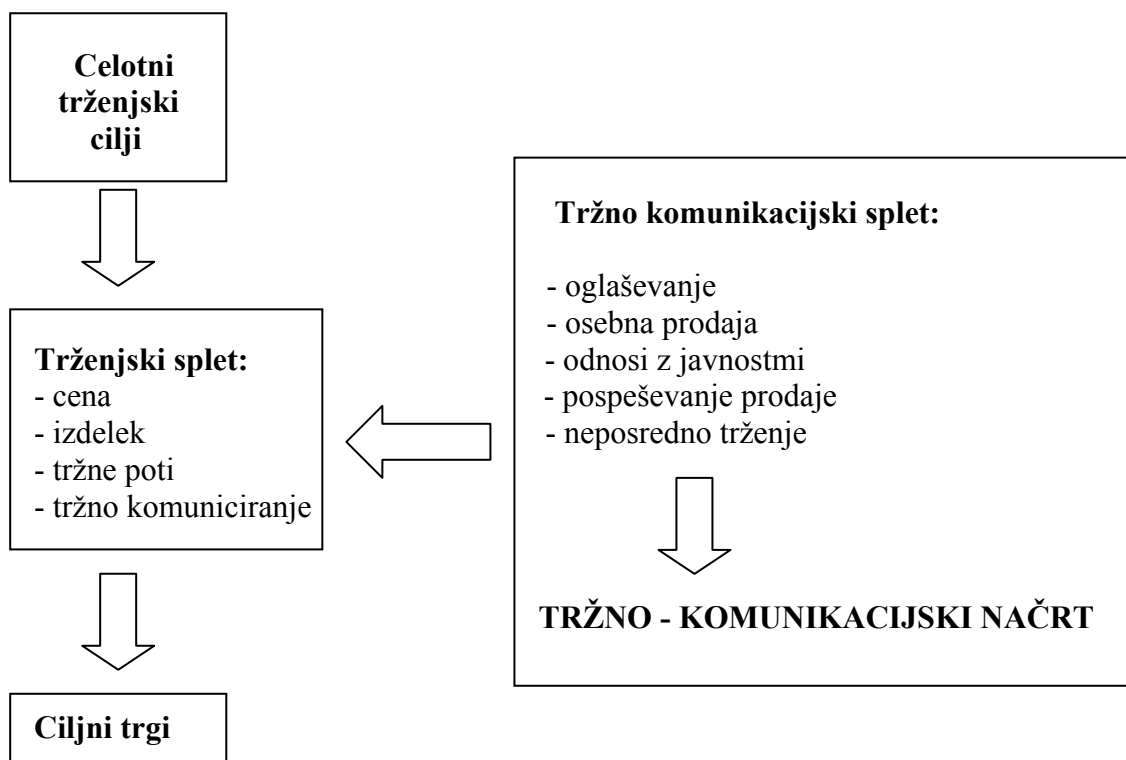 Celotni
trženjski
cilji
Trženjski splet:
- cena
- izdelek
- tržne poti
- tržno komuniciranje
Ciljni trgi
Tržno komunikacijski splet:
- oglaševanje
- osebna prodaja
- odnosi z javnostmi
- pospeševanje prodaje
- neposredno trženje
TRŽNO - KOMUNIKACIJSKI NAČRT